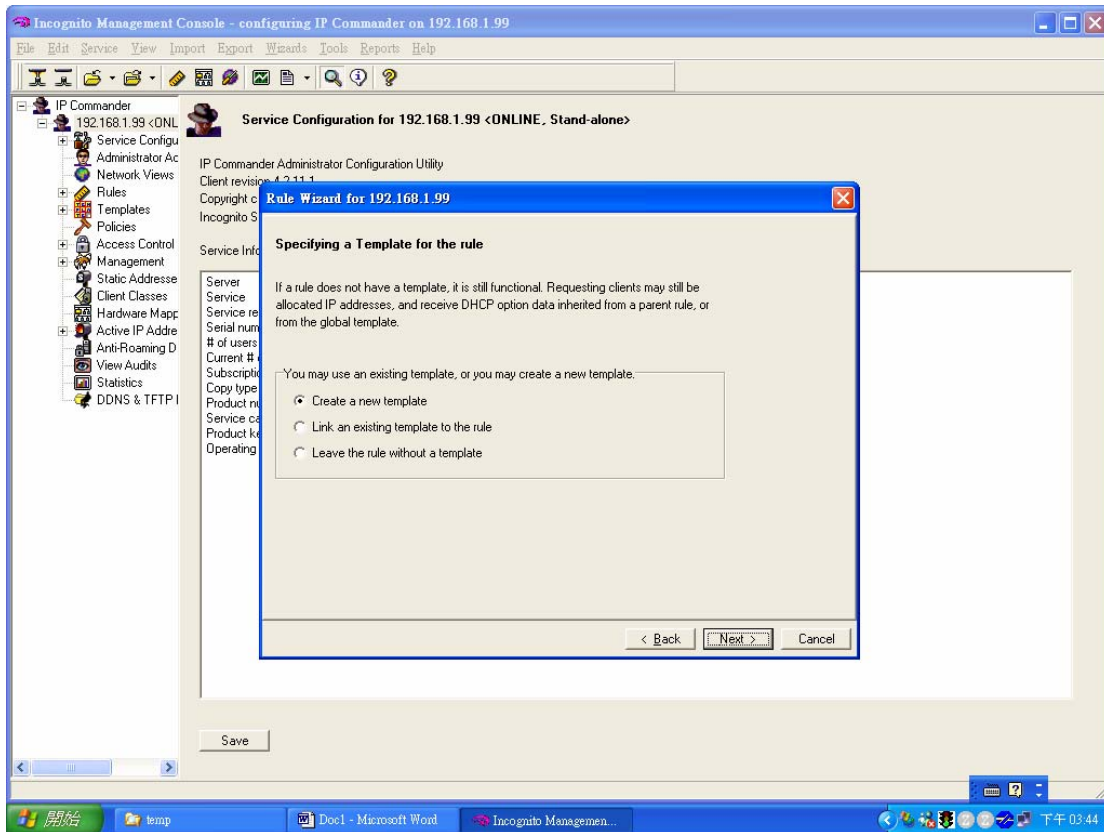 Incognito Management Console - configuring IP Commander on 192.168.1.99
File Edit Service View Import Export Wizards Tools Reports Help
IP Commander
192.168.1.99 <ONL
Service Configu
Administrator Ac
Network Views
Rules
Templates
Policies
Access Control
Management
Static Addresse
Client Classes
Hardware Mapp
Active IP Addre
Anti-Roaming D
View Audits
Statistics
DDNS & TFTP I
Service Configuration for 192.168.1.99 <ONLINE, Stand-alone>
IP Commander Administrator Configuration Utility
Client revision 4.2.11.1
Copyright c
Incognito S
Service Info
Server
Service
Service re
Serial num
# of users
Current #
Subscriptio
Copy type
Product nu
Service ca
Product ke
Operating
Rule Wizard for 192.168.1.99
Specifying a Template for the rule
If a rule does not have a template, it is still functional. Requesting clients may still be
allocated IP addresses, and receive DHCP option data inherited from a parent rule, or
from the global template.
You may use an existing template, or you may create a new template.
Create a new template
Link an existing template to the rule
Leave the rule without a template
< Back
Next >
Cancel
Save
開始
temp
Doc1 - Microsoft Word
Incognito Managemen...
下午 03:44